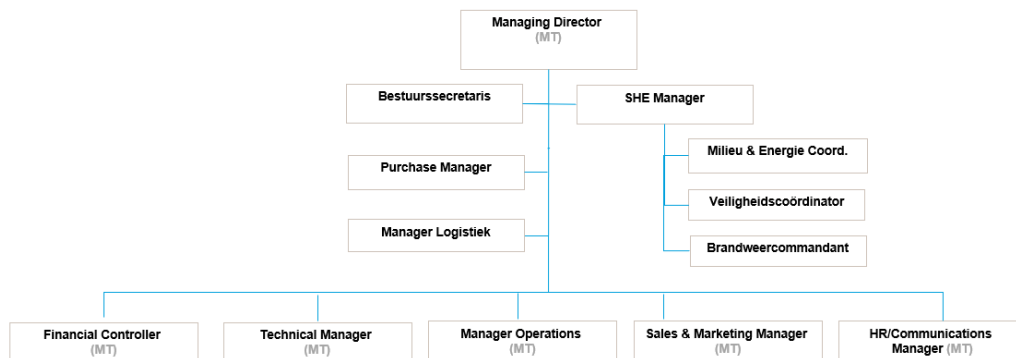 Managing Director
(MT)
Bestuurssecretaris
SHE Manager
Milieu & Energie Coord.
Purchase Manager
Veiligheidscoördinator
Manager Logistiek
Brandweercommandant
Financial Controller
(MT)
Technical Manager
(MT)
Manager Operations
(MT)
Sales & Marketing Manager
(MT)
HR/Communications
Manager (MT)